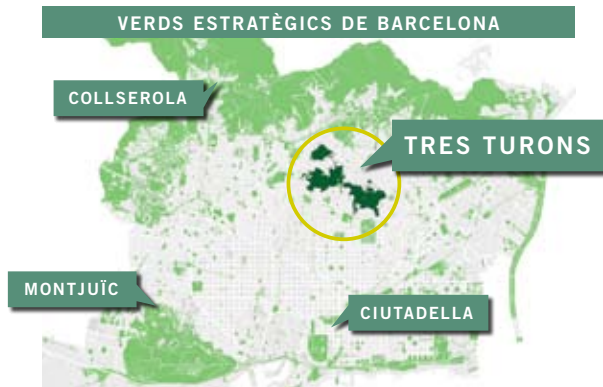 VERDS ESTRATÈGICS DE BARCELONA
COLLSEROLA
TRES TURONS
MONTJUÏC
CIUTADELLA